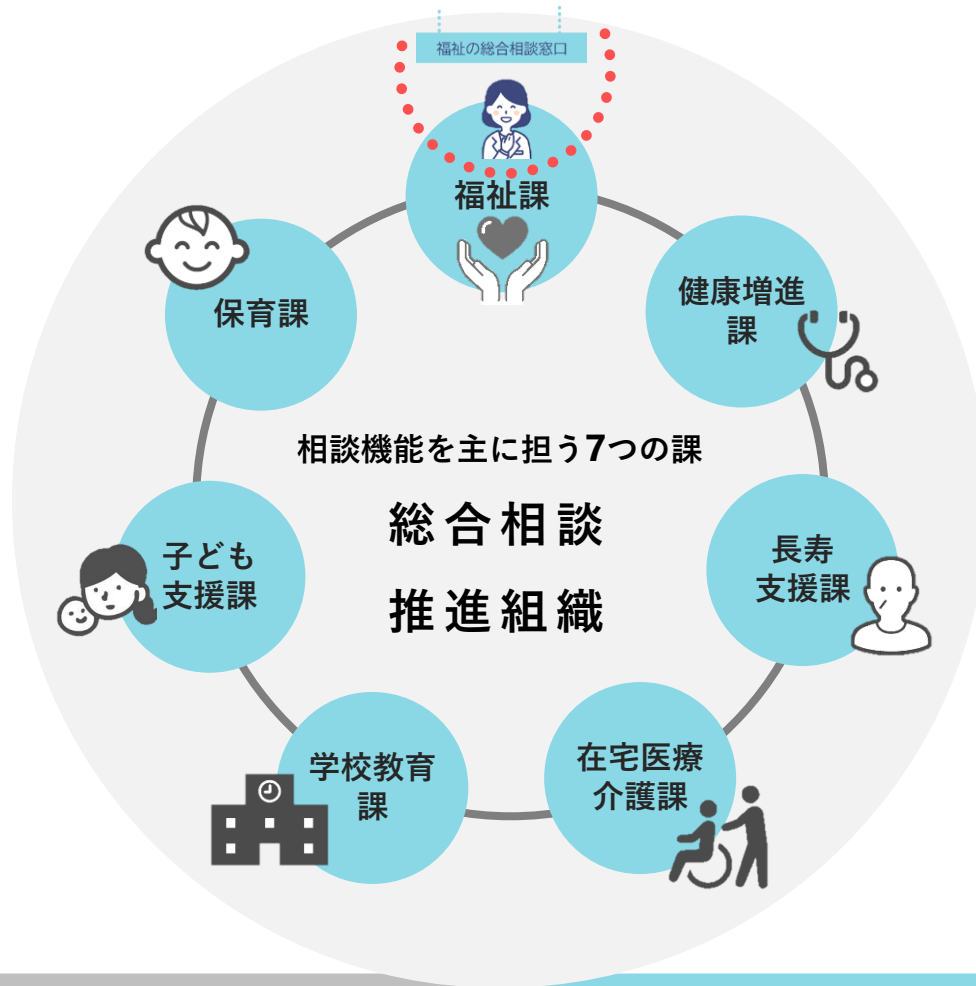 福祉の総合相談窓口
福祉課
保育課
健康増進
課
相談機能を主に担う7つの課
総合相談
推進組織
子ども
支援課
長寿
支援課
学校教育
課
在宅医療
介護課